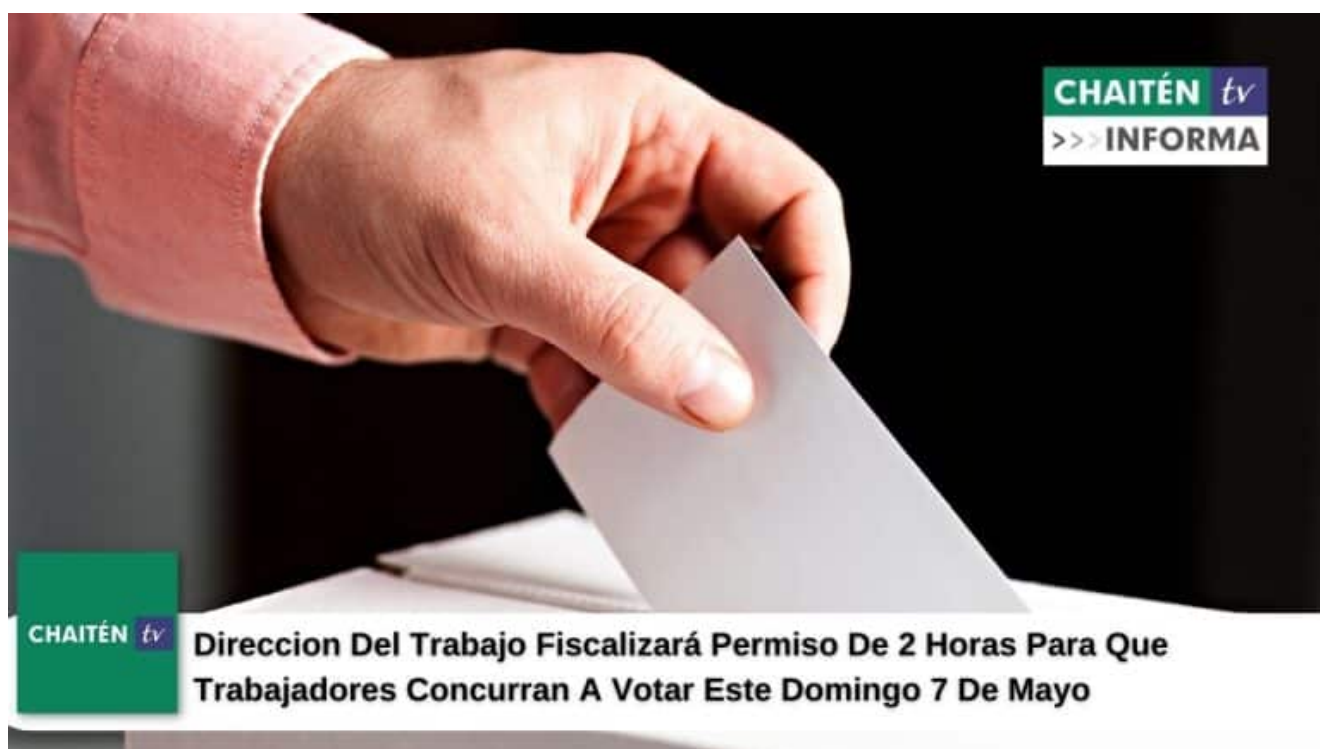 CHAITÉN tv
>>>INFORMA
CHAITÉN tv
Direccion Del Trabajo Fiscalizará Permiso De 2 Horas Para Que
Trabajadores Concurran A Votar Este Domingo 7 De Mayo